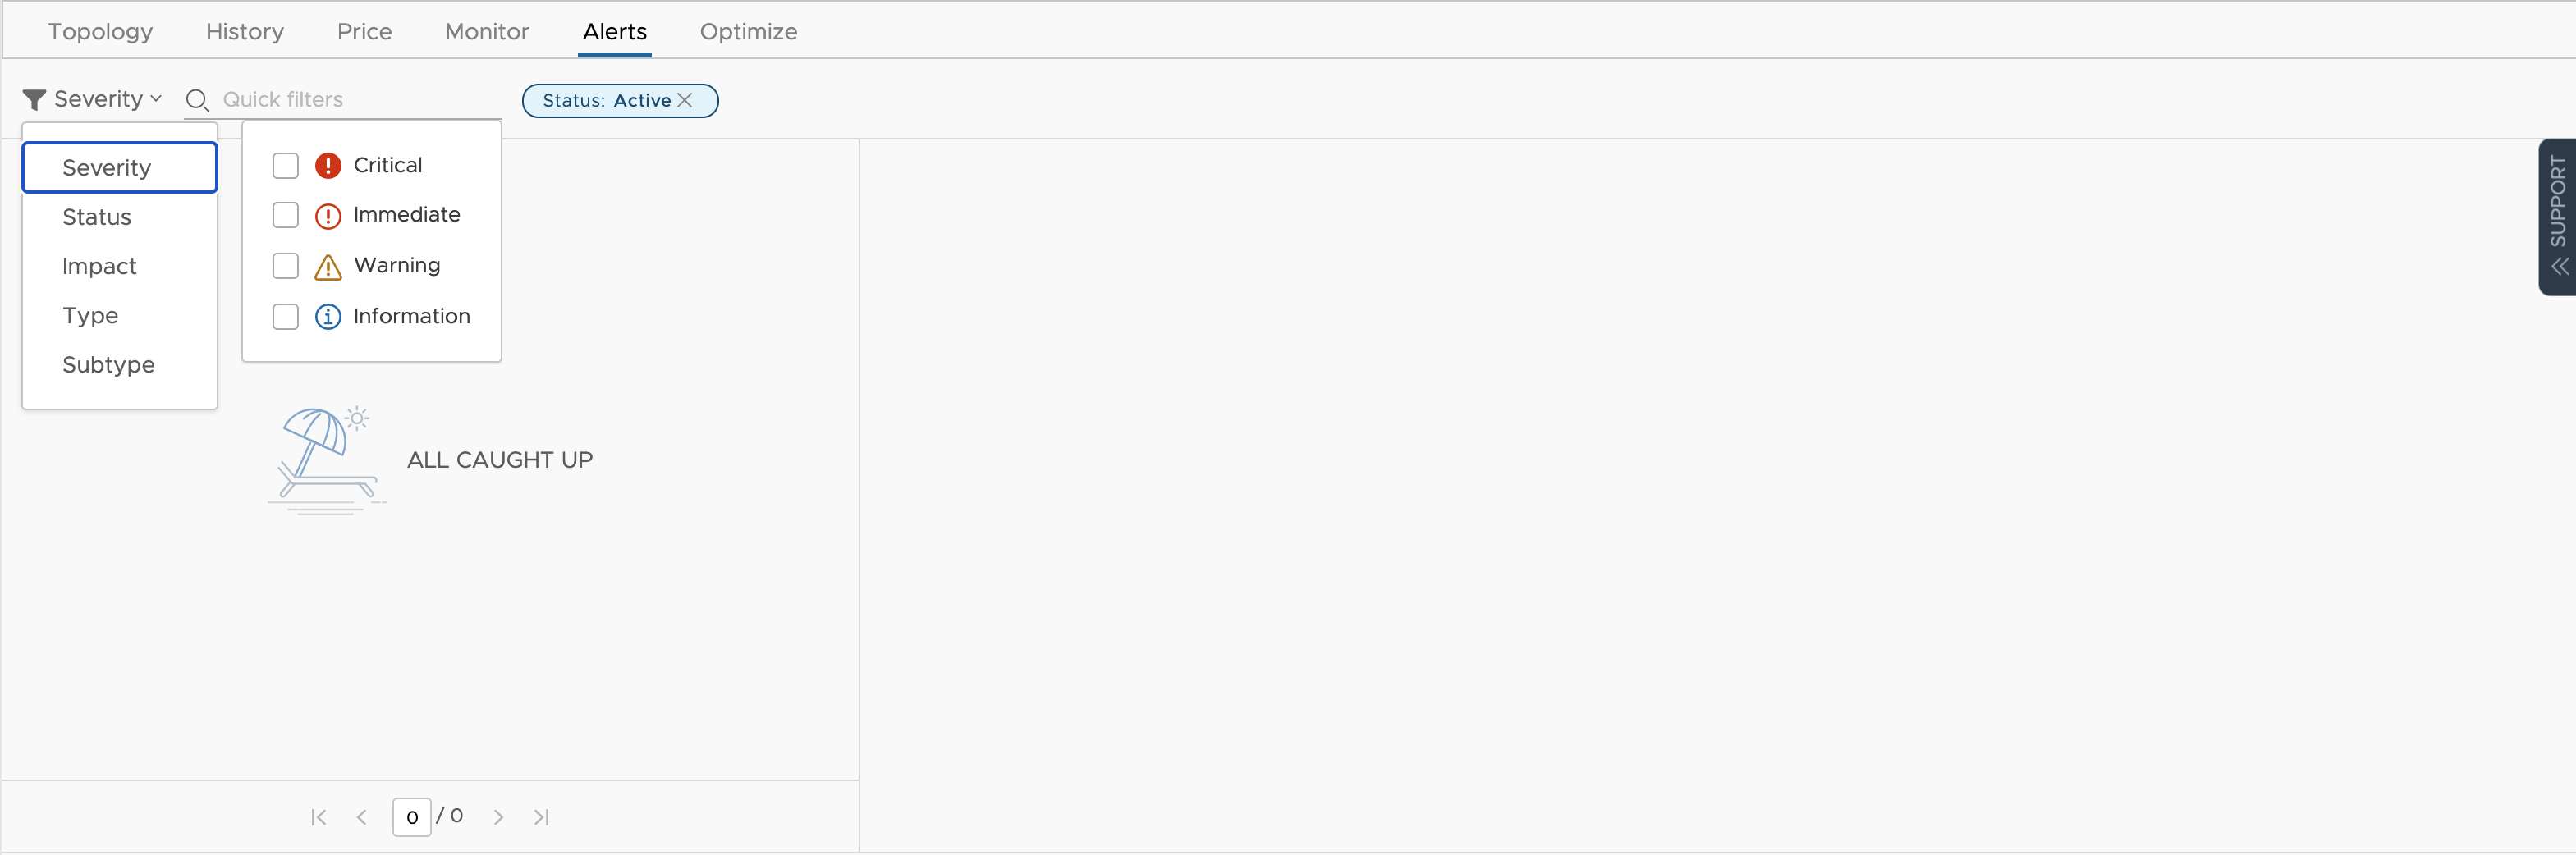 Topology History Price Monitor Alerts Optimize
Severity Quick filters Status: Active
Severity
Status
Impact
Type
Subtype
Critical
Immediate
Warning
Information
ALL CAUGHT UP
0 / 0
SUPPORT